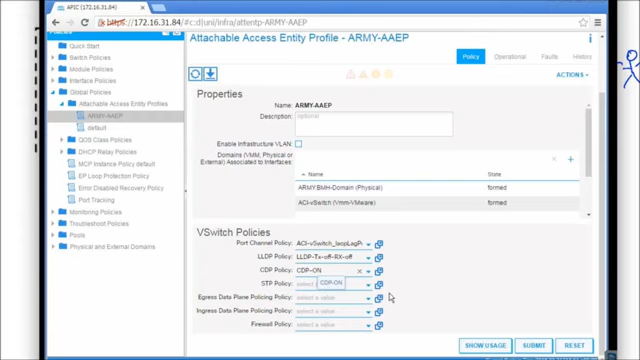 APIC
https://172.16.31.84/#c:d|uni/infra/attentp-ARMY-AAEP
Policies
Quick Start
Switch Policies
Module Policies
Interface Policies
Global Policies
Attachable Access Entity Profiles
ARMY-AAEP
default
QOS Class Policies
DHCP Relay Policies
MCP Instance Policy default
EP Loop Protection Policy
Error Disabled Recovery Policy
Port Tracking
Monitoring Policies
Troubleshoot Policies
Pools
Physical and External Domains
Attachable Access Entity Profile - ARMY-AAEP
i
Policy Operational Faults History
ACTIONS
Properties
Name: ARMY-AAEP
Description: optional
Enable Infrastructure VLAN:
Domains (VMM, Physical or External) Associated to Interfaces:
Name State
ARMY.BMH-Domain (Physical) formed
ACI-vSwitch (Vmm-VMware) formed
VSwitch Policies
Port Channel Policy: ACI-vSwitch_lacpLagP
LLDP Policy: LLDP-Tx-off-RX-off
CDP Policy: CDP-ON
STP Policy: select CDP-ON
Egress Data Plane Policing Policy: select a value
Ingress Data Plane Policing Policy: select a value
Firewall Policy: select a value
SHOW USAGE SUBMIT RESET